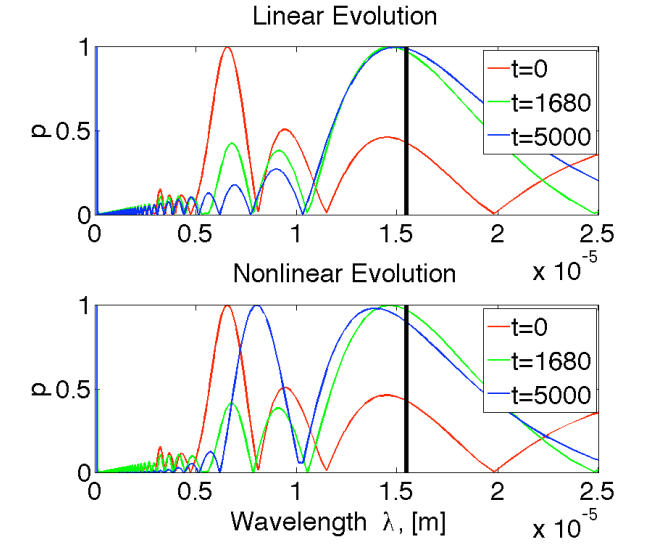 Linear Evolution
1
0.5
0
p
t=0
t=1680
t=5000
0 0.5 1 1.5 2 2.5
x 10⁻⁵
Nonlinear Evolution
1
0.5
0
p
t=0
t=1680
t=5000
0 0.5 1 1.5 2 2.5
Wavelength λ, [m]
x 10⁻⁵